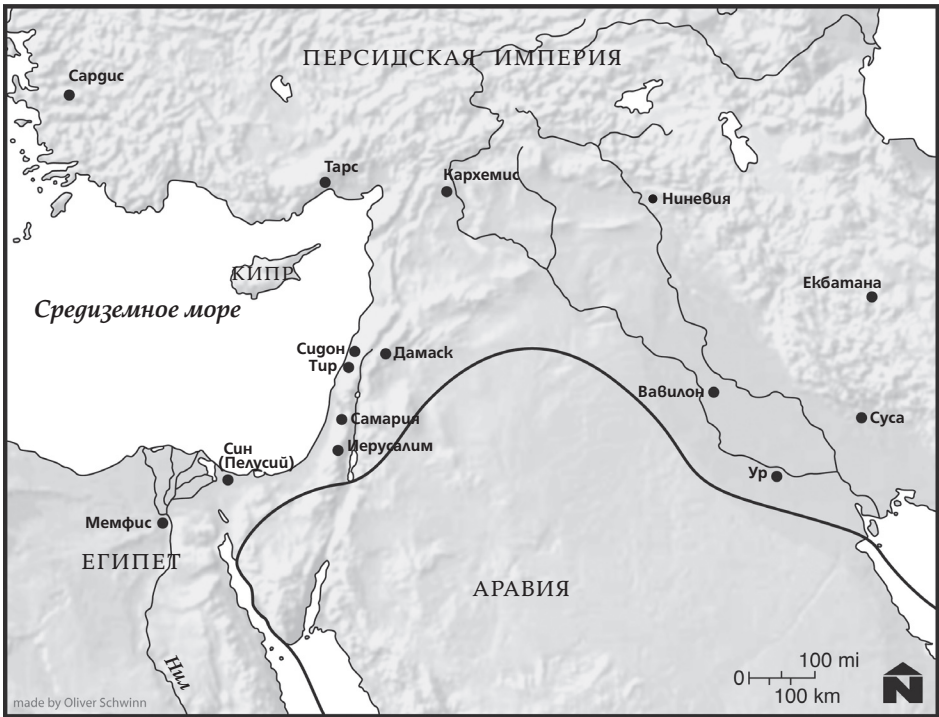 ПЕРСИДСКАЯ ИМПЕРИЯ
Сардис
Тарс
Кархемис
Ниневия
КИПР
Екбатана
Средиземное море
Сидон
Дамаск
Тир
Вавилон
Самария
Суса
Иерусалим
Син
(Пелусий)
Ур
Мемфис
ЕГИПЕТ
АРАВИЯ
Нил
100 mi
0
100 km
N
made by Oliver Schwinn